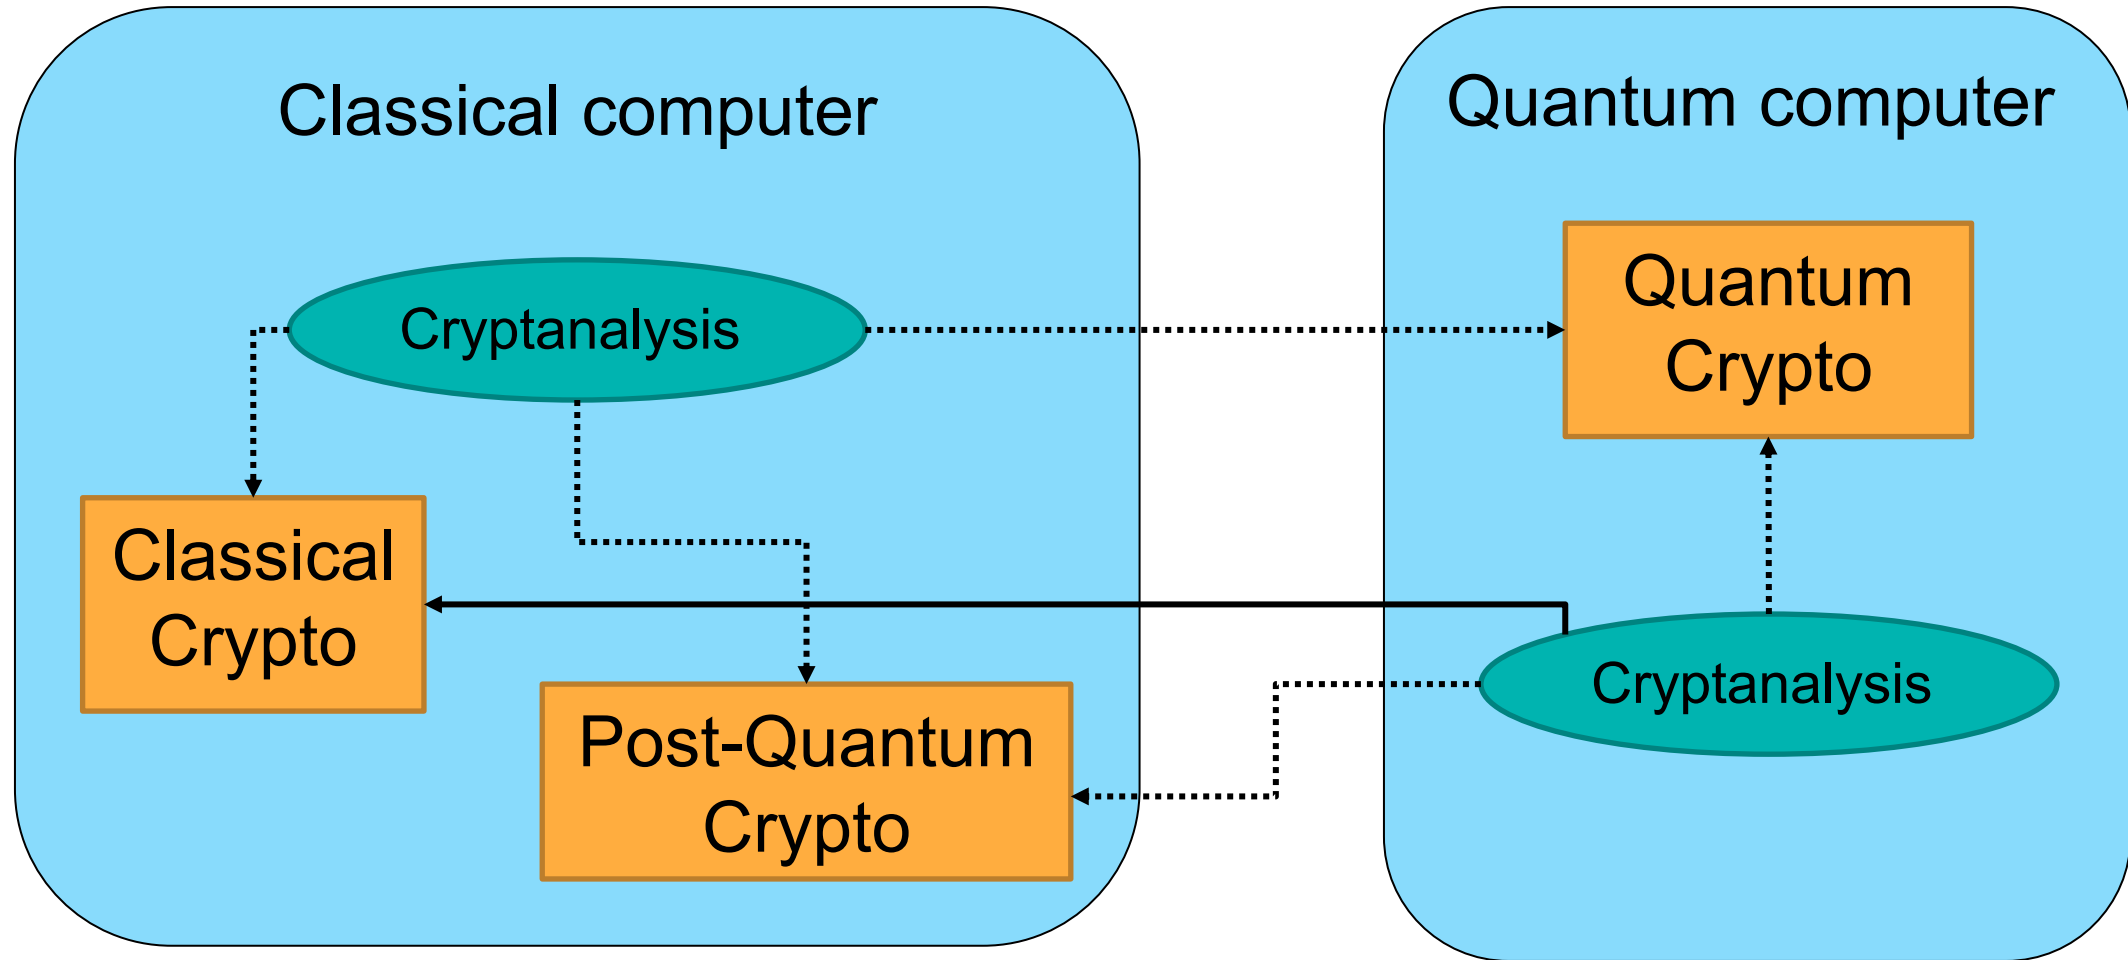 Classical computer
Quantum computer
Cryptanalysis
Quantum
Crypto
Classical
Crypto
Post-Quantum
Crypto
Cryptanalysis